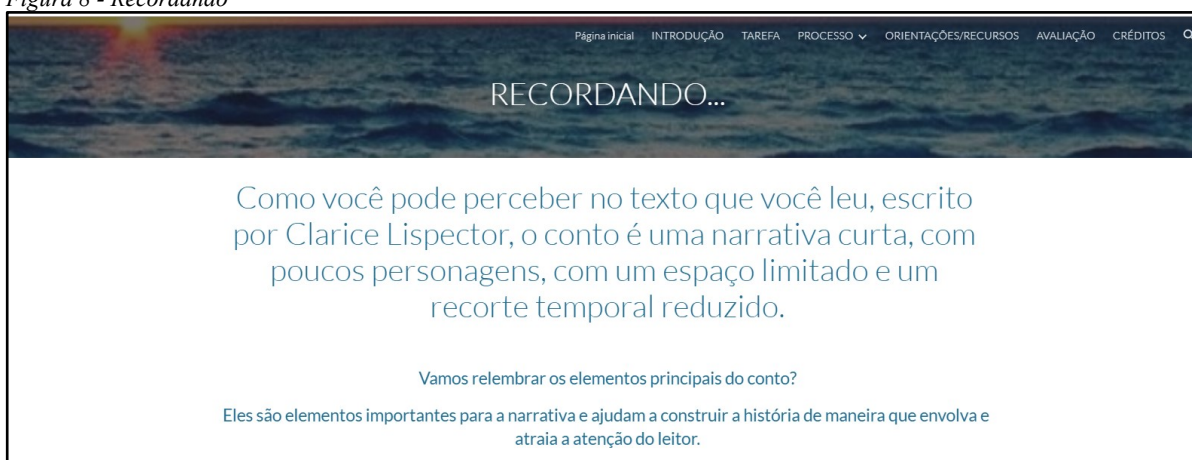 Figura 8 - Recordando
Página inicial INTRODUÇÃO TAREFA PROCESSO ORIENTAÇÕES/RECURSOS AVALIAÇÃO CRÉDITOS
RECORDANDO...
Como você pode perceber no texto que você leu, escrito
por Clarice Lispector, o conto é uma narrativa curta, com
poucos personagens, com um espaço limitado e um
recorte temporal reduzido.
Vamos relembrar os elementos principais do conto?
Eles são elementos importantes para a narrativa e ajudam a construir a história de maneira que envolva e
atraia a atenção do leitor.